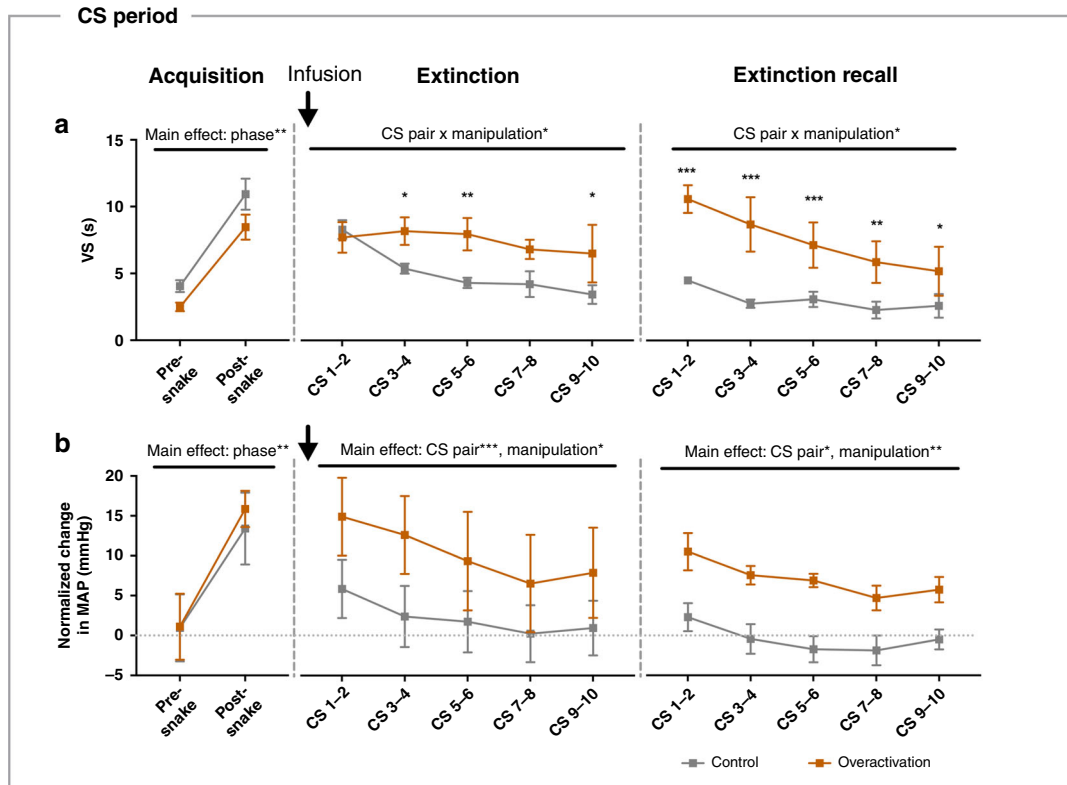 CS period
Acquisition
Infusion
Extinction
Extinction recall
a
Main effect: phase**
CS pair x manipulation*
CS pair x manipulation*
VS (s)
15
10
5
0
*
**
*
***
***
***
**
*
Pre-
snake
Post-
snake
CS 1–2
CS 3–4
CS 5–6
CS 7–8
CS 9–10
CS 1–2
CS 3–4
CS 5–6
CS 7–8
CS 9–10
b
Main effect: phase**
Main effect: CS pair***, manipulation*
Main effect: CS pair*, manipulation**
Normalized change
in MAP (mmHg)
20
15
10
5
0
–5
Pre-
snake
Post-
snake
CS 1–2
CS 3–4
CS 5–6
CS 7–8
CS 9–10
CS 1–2
CS 3–4
CS 5–6
CS 7–8
CS 9–10
Control
Overactivation